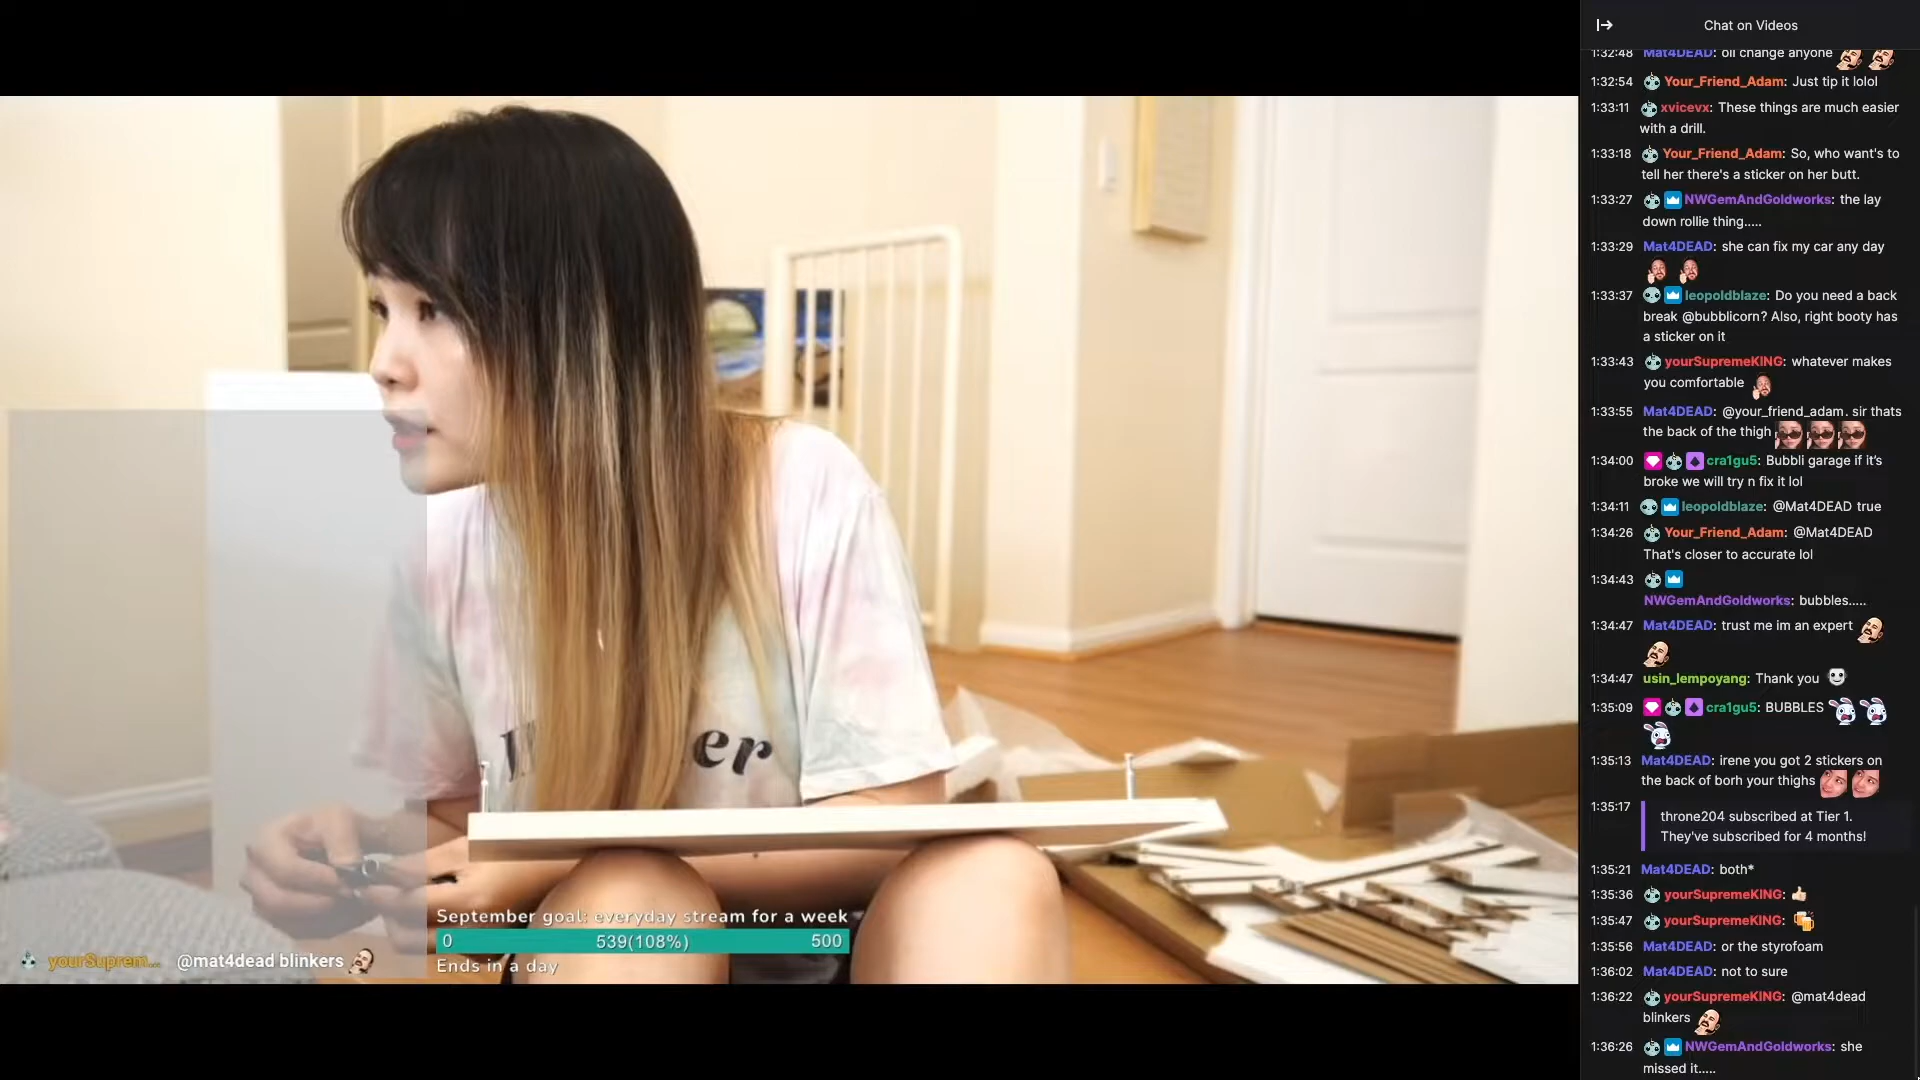 er
September goal: everyday stream for a week
0 539(108%) 500
Ends in a day
yourSuprem... @mat4dead blinkers
Chat on Videos
1:32:48 Mat4DEAD: oil change anyone
1:32:54 Your_Friend_Adam: Just tip it lolol
1:33:11 xvicevx: These things are much easier
with a drill.
1:33:18 Your_Friend_Adam: So, who want's to
tell her there's a sticker on her butt.
1:33:27 NWGemAndGoldworks: the lay
down rollie thing.....
1:33:29 Mat4DEAD: she can fix my car any day
1:33:37 leopoldblaze: Do you need a back
break @bubblicorn? Also, right booty has
a sticker on it
1:33:43 yourSupremeKING: whatever makes
you comfortable
1:33:55 Mat4DEAD: @your_friend_adam. sir thats
the back of the thigh
1:34:00 cra1gu5: Bubbli garage if it's
broke we will try n fix it lol
1:34:11 leopoldblaze: @Mat4DEAD true
1:34:26 Your_Friend_Adam: @Mat4DEAD
That's closer to accurate lol
1:34:43
NWGemAndGoldworks: bubbles.....
1:34:47 Mat4DEAD: trust me im an expert
1:34:47 usin_lempoyang: Thank you
1:35:09 cra1gu5: BUBBLES
1:35:13 Mat4DEAD: irene you got 2 stickers on
the back of borh your thighs
1:35:17 throne204 subscribed at Tier 1.
They've subscribed for 4 months!
1:35:21 Mat4DEAD: both*
1:35:36 yourSupremeKING:
1:35:47 yourSupremeKING:
1:35:56 Mat4DEAD: or the styrofoam
1:36:02 Mat4DEAD: not to sure
1:36:22 yourSupremeKING: @mat4dead
blinkers
1:36:26 NWGemAndGoldworks: she
missed it.....